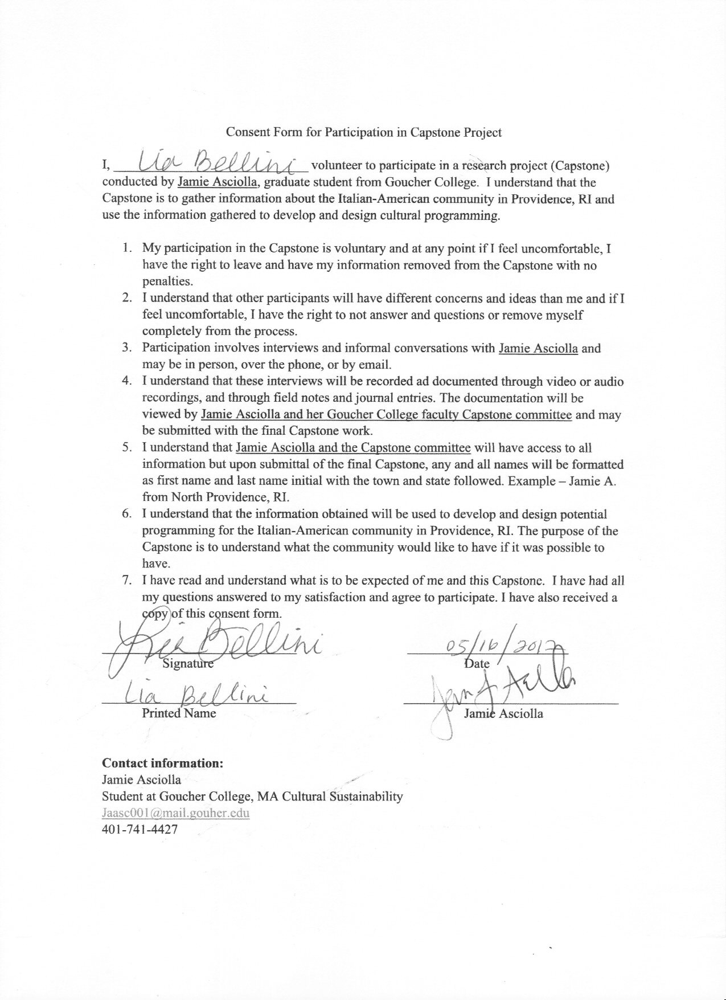 Consent Form for Participation in Capstone Project
I, Lia Bellini volunteer to participate in a research project (Capstone)
conducted by Jamie Asciolla, graduate student from Goucher College.  I understand that the
Capstone is to gather information about the Italian-American community in Providence, RI and
use the information gathered to develop and design cultural programming.
1. My participation in the Capstone is voluntary and at any point if I feel uncomfortable, I
have the right to leave and have my information removed from the Capstone with no
penalties.
2. I understand that other participants will have different concerns and ideas than me and if I
feel uncomfortable, I have the right to not answer and questions or remove myself
completely from the process.
3. Participation involves interviews and informal conversations with Jamie Asciolla and
may be in person, over the phone, or by email.
4. I understand that these interviews will be recorded ad documented through video or audio
recordings, and through field notes and journal entries. The documentation will be
viewed by Jamie Asciolla and her Goucher College faculty Capstone committee and may
be submitted with the final Capstone work.
5. I understand that Jamie Asciolla and the Capstone committee will have access to all
information but upon submittal of the final Capstone, any and all names will be formatted
as first name and last name initial with the town and state followed. Example – Jamie A.
from North Providence, RI.
6. I understand that the information obtained will be used to develop and design potential
programming for the Italian-American community in Providence, RI. The purpose of the
Capstone is to understand what the community would like to have if it was possible to
have.
7. I have read and understand what is to be expected of me and this Capstone.  I have had all
my questions answered to my satisfaction and agree to participate. I have also received a
copy of this consent form.
Lia Bellini
Signature Date
Lia Bellini
Printed Name Jamie Asciolla
Contact information:
Jamie Asciolla
Student at Goucher College, MA Cultural Sustainability
Jaasc001@mail.gouher.edu
401-741-4427